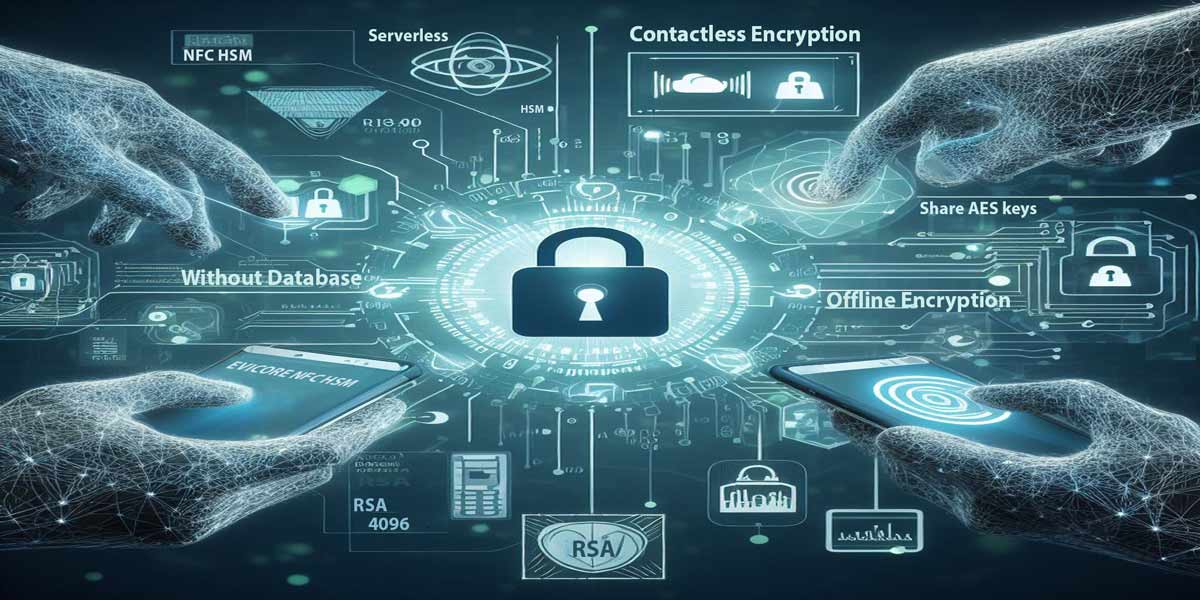 Serverless
Contactless Encryption
NFC HSM
HSM
Share AES keys
Without Database
Offline Encryption
EVICORE NFC HSM
RSA
RSA
4096
RSA